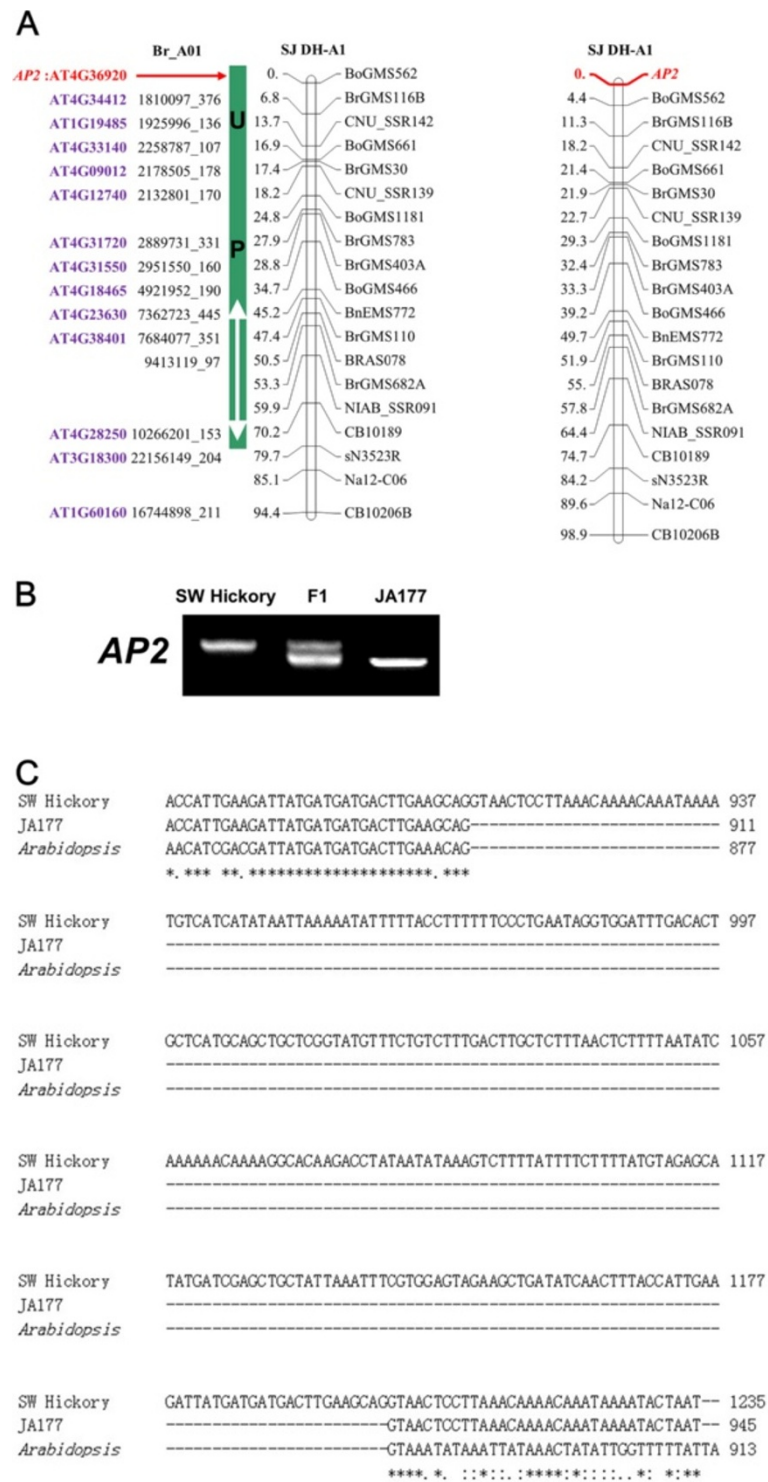 A
Br_A01 SJ DH-A1 SJ DH-A1
AP2 :AT4G36920 0. BoGMS562 0. AP2
AT4G34412 1810097_376 6.8 BrGMS116B 4.4 BoGMS562
AT1G19485 1925996_136 U 13.7 CNU_SSR142 11.3 BrGMS116B
AT4G33140 2258787_107 16.9 BoGMS661 18.2 CNU_SSR142
AT4G09012 2178505_178 17.4 BrGMS30 21.4 BoGMS661
AT4G12740 2132801_170 18.2 CNU_SSR139 21.9 BrGMS30
24.8 BoGMS1181 22.7 CNU_SSR139
AT4G31720 2889731_331 P 27.9 BrGMS783 29.3 BoGMS1181
AT4G31550 2951550_160 28.8 BrGMS403A 32.4 BrGMS783
AT4G18465 4921952_190 34.7 BoGMS466 33.3 BrGMS403A
AT4G23630 7362723_445 45.2 BnEMS772 39.2 BoGMS466
AT4G38401 7684077_351 47.4 BrGMS110 49.7 BnEMS772
9413119_97 50.5 BRAS078 51.9 BrGMS110
53.3 BrGMS682A 55. BRAS078
59.9 NIAB_SSR091 57.8 BrGMS682A
AT4G28250 10266201_153 70.2 CB10189 64.4 NIAB_SSR091
AT3G18300 22156149_204 79.7 sN3523R 74.7 CB10189
85.1 Na12-C06 84.2 sN3523R
AT1G60160 16744898_211 94.4 CB10206B 89.6 Na12-C06
98.9 CB10206B
B
SW Hickory F1 JA177
AP2
C
SW Hickory ACCATTGAAGATTATGATGATGACTTGAAGCAGGTAACTCCTTAAACAAAACAAATAAAA 937
JA177 ACCATTGAAGATTATGATGATGACTTGAAGCAG--------------------------- 911
Arabidopsis AACATCGACGATTATGATGATGACTTGAAACAG--------------------------- 877
*.*** **.********************.***
SW Hickory TGTCATCATATAATTAAAAATATTTTTACCTTTTTTCCCTGAATAGGTGGATTTGACACT 997
JA177 ------------------------------------------------------------
Arabidopsis ------------------------------------------------------------
SW Hickory GCTCATGCAGCTGCTCGGTATGTTTCTGTCTTTGACTTGCTCTTTAACTCTTTTAATATC 1057
JA177 ------------------------------------------------------------
Arabidopsis ------------------------------------------------------------
SW Hickory AAAAAACAAAAGGCACAAGACCTATAATATAAAGTCTTTTATTTTCTTTTATGTAGAGCA 1117
JA177 ------------------------------------------------------------
Arabidopsis ------------------------------------------------------------
SW Hickory TATGATCGAGCTGCTATTAAATTTCGTGGAGTAGAAGCTGATATCAACTTTACCATTGAA 1177
JA177 ------------------------------------------------------------
Arabidopsis ------------------------------------------------------------
SW Hickory GATTATGATGATGACTTGAAGCAGGTAACTCCTTAAACAAAACAAATAAAATACTAAT-- 1235
JA177 ------------------------GTAACTCCTTAAACAAAACAAATAAAATACTAAT-- 945
Arabidopsis ------------------------GTAAATATAAATTATAAACTATATTGGTTTTTATTA 913
****.*. ::*:::.****:**::::..:*:: ***